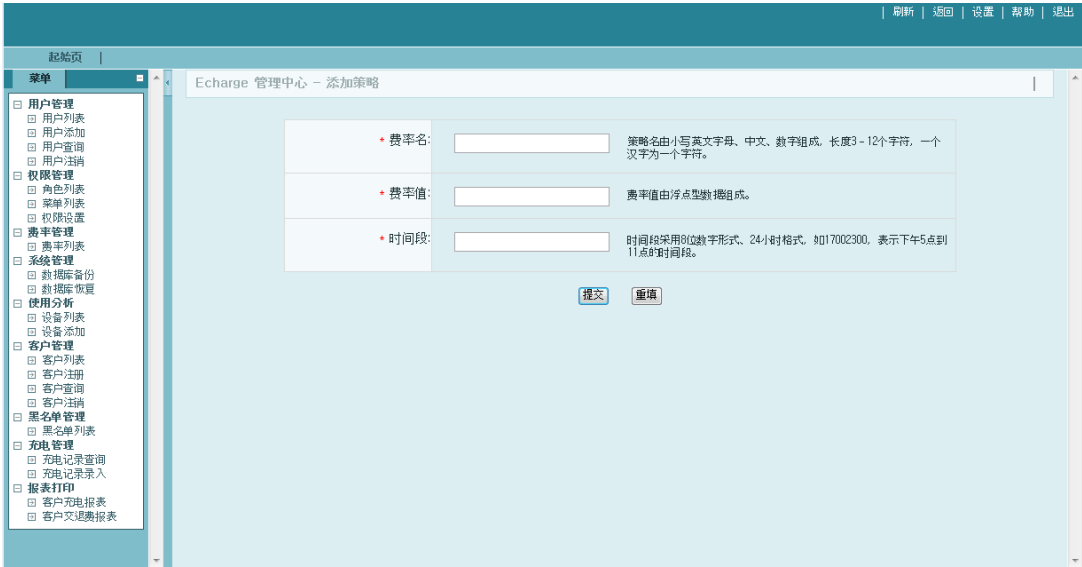 | 刷新 | 返回 | 设置 | 帮助 | 退出
起始页 |
菜单
用户管理
用户列表
用户添加
用户查询
用户注销
权限管理
角色列表
菜单列表
权限设置
费率管理
费率列表
系统管理
数据库备份
数据库恢复
使用分析
设备列表
设备添加
客户管理
客户列表
客户注册
客户查询
客户注销
黑名单管理
黑名单列表
充电管理
充电记录查询
充电记录录入
报表打印
客户充电报表
客户交退费报表
Echarge 管理中心 - 添加策略 |
* 费率名:
策略名由小写英文字母、中文、数字组成, 长度3-12个字符, 一个
汉字为一个字符。
* 费率值:
费率值由浮点型数据组成。
* 时间段:
时间段采用8位数字形式、24小时格式, 如17002300, 表示下午5点到
11点的时间段。
提交 重填